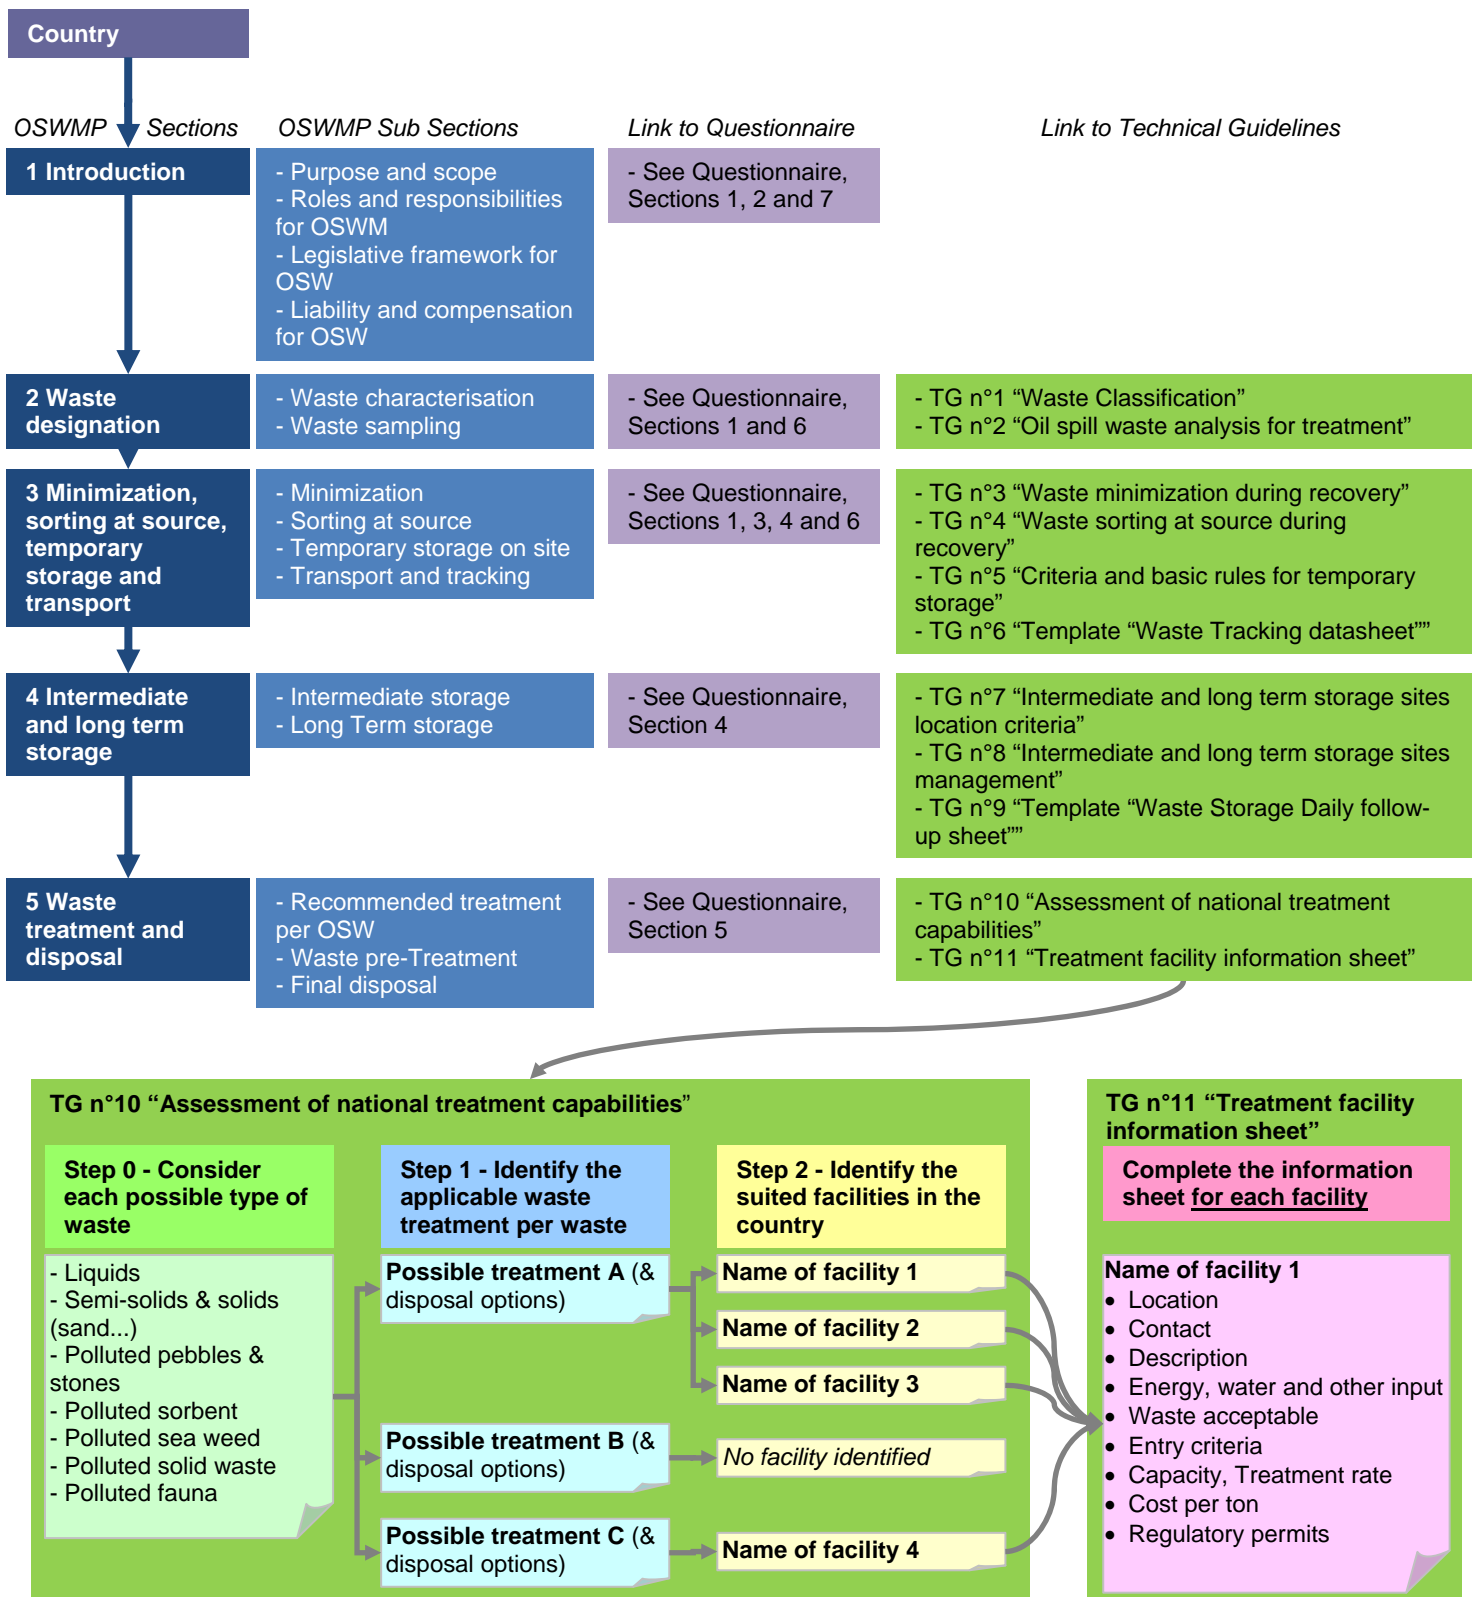 Country
OSWMP Sections
OSWMP Sub Sections
Link to Questionnaire
Link to Technical Guidelines
1 Introduction
- Purpose and scope
- Roles and responsibilities
for OSWM
- Legislative framework for
OSW
- Liability and compensation
for OSW
- See Questionnaire,
Sections 1, 2 and 7
2 Waste
designation
- Waste characterisation
- Waste sampling
- See Questionnaire,
Sections 1 and 6
- TG n°1 “Waste Classification”
- TG n°2 “Oil spill waste analysis for treatment”
3 Minimization,
sorting at source,
temporary
storage and
transport
- Minimization
- Sorting at source
- Temporary storage on site
- Transport and tracking
- See Questionnaire,
Sections 1, 3, 4 and 6
- TG n°3 “Waste minimization during recovery”
- TG n°4 “Waste sorting at source during
recovery”
- TG n°5 “Criteria and basic rules for temporary
storage”
- TG n°6 “Template “Waste Tracking datasheet””
4 Intermediate
and long term
storage
- Intermediate storage
- Long Term storage
- See Questionnaire,
Section 4
- TG n°7 “Intermediate and long term storage sites
location criteria”
- TG n°8 “Intermediate and long term storage sites
management”
- TG n°9 “Template “Waste Storage Daily follow-
up sheet””
5 Waste
treatment and
disposal
- Recommended treatment
per OSW
- Waste pre-Treatment
- Final disposal
- See Questionnaire,
Section 5
- TG n°10 “Assessment of national treatment
capabilities”
- TG n°11 “Treatment facility information sheet”
TG n°10 “Assessment of national treatment capabilities”
Step 0 - Consider
each possible type of
waste
- Liquids
- Semi-solids & solids
(sand...)
- Polluted pebbles &
stones
- Polluted sorbent
- Polluted sea weed
- Polluted solid waste
- Polluted fauna
Step 1 - Identify the
applicable waste
treatment per waste
Possible treatment A (&
disposal options)
Possible treatment B (&
disposal options)
Possible treatment C (&
disposal options)
Step 2 - Identify the
suited facilities in the
country
Name of facility 1
Name of facility 2
Name of facility 3
No facility identified
Name of facility 4
TG n°11 “Treatment facility
information sheet”
Complete the information
sheet for each facility
Name of facility 1
• Location
• Contact
• Description
• Energy, water and other input
• Waste acceptable
• Entry criteria
• Capacity, Treatment rate
• Cost per ton
• Regulatory permits